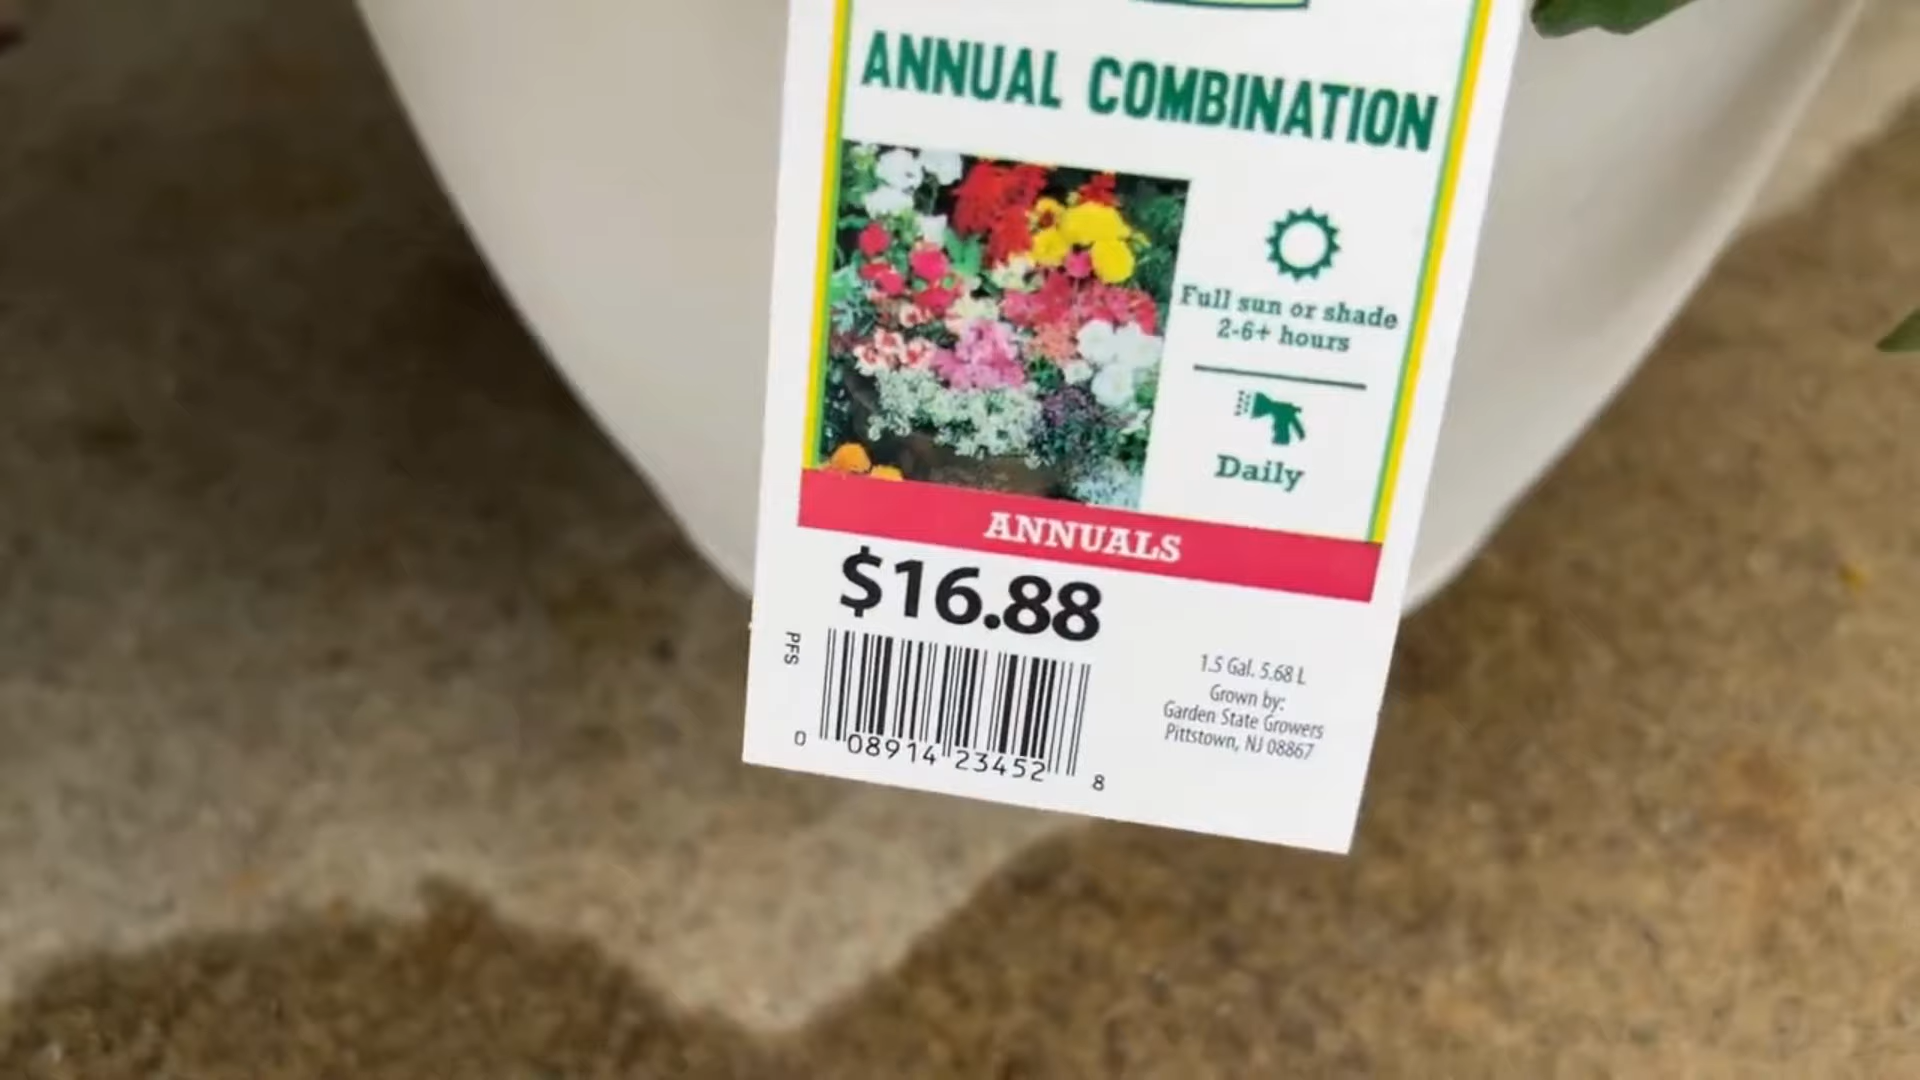 ANNUAL COMBINATION
Full sun or shade
2-6+ hours
Daily
ANNUALS
$16.88
PFS
0 08914 23452 8
1.5 Gal. 5.68 L
Grown by:
Garden State Growers
Pittstown, NJ 08867